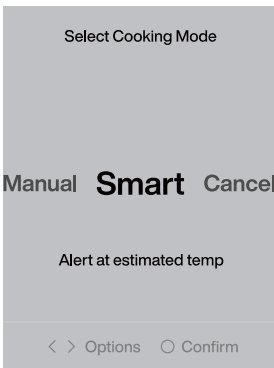 Select Cooking Mode
Manual Smart Cancel
Alert at estimated temp
< > Options ○ Confirm